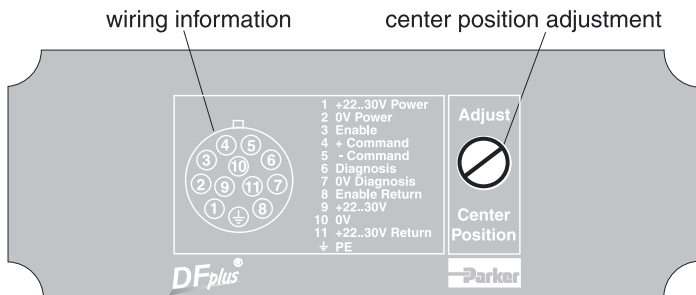 wiring information
center position adjustment
1 +22..30V Power
2 0V Power
3 Enable
4 + Command
5 - Command
6 Diagnosis
7 0V Diagnosis
8 Enable Return
9 +22..30V
10 0V
11 +22..30V Return
⏚ PE
4 5
3 10 6
2 9 11 7
1 8
Adjust
Center
Position
DFplus®
Parker